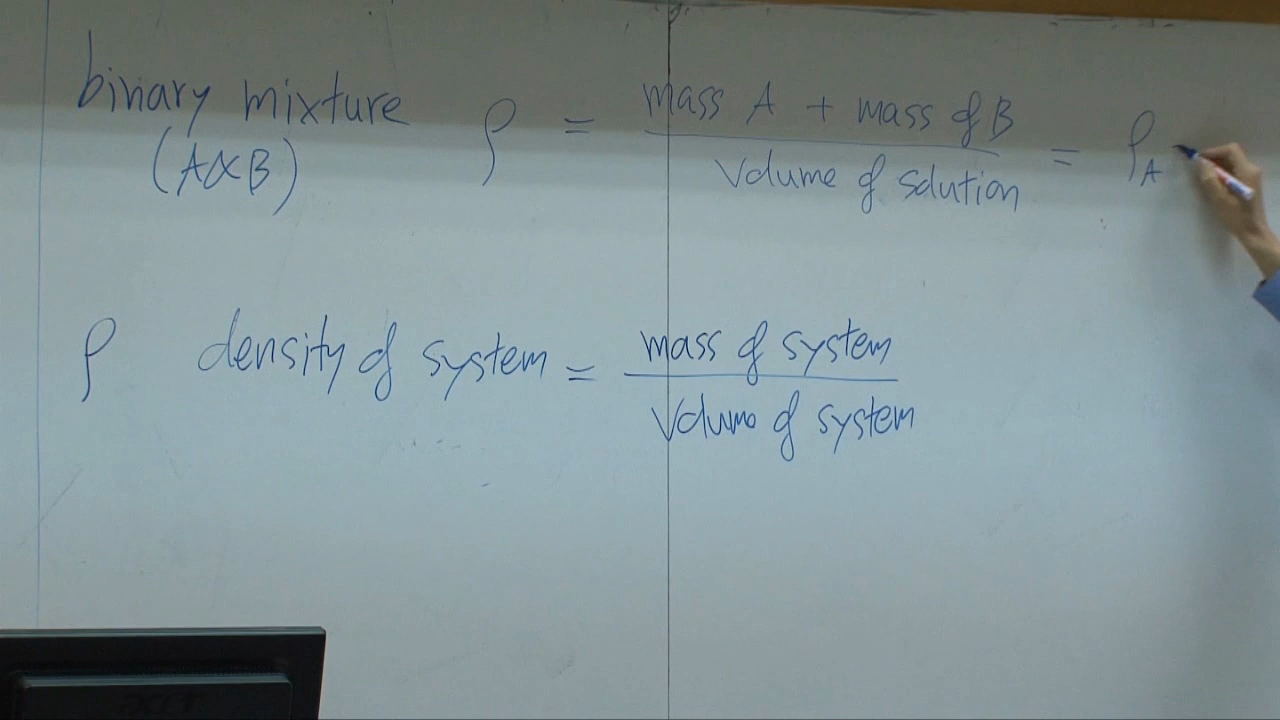 binary mixture
(A&B)
ρ = mass A + mass of B / volume of solution = ρA
ρ density of system = mass of system / volume of system